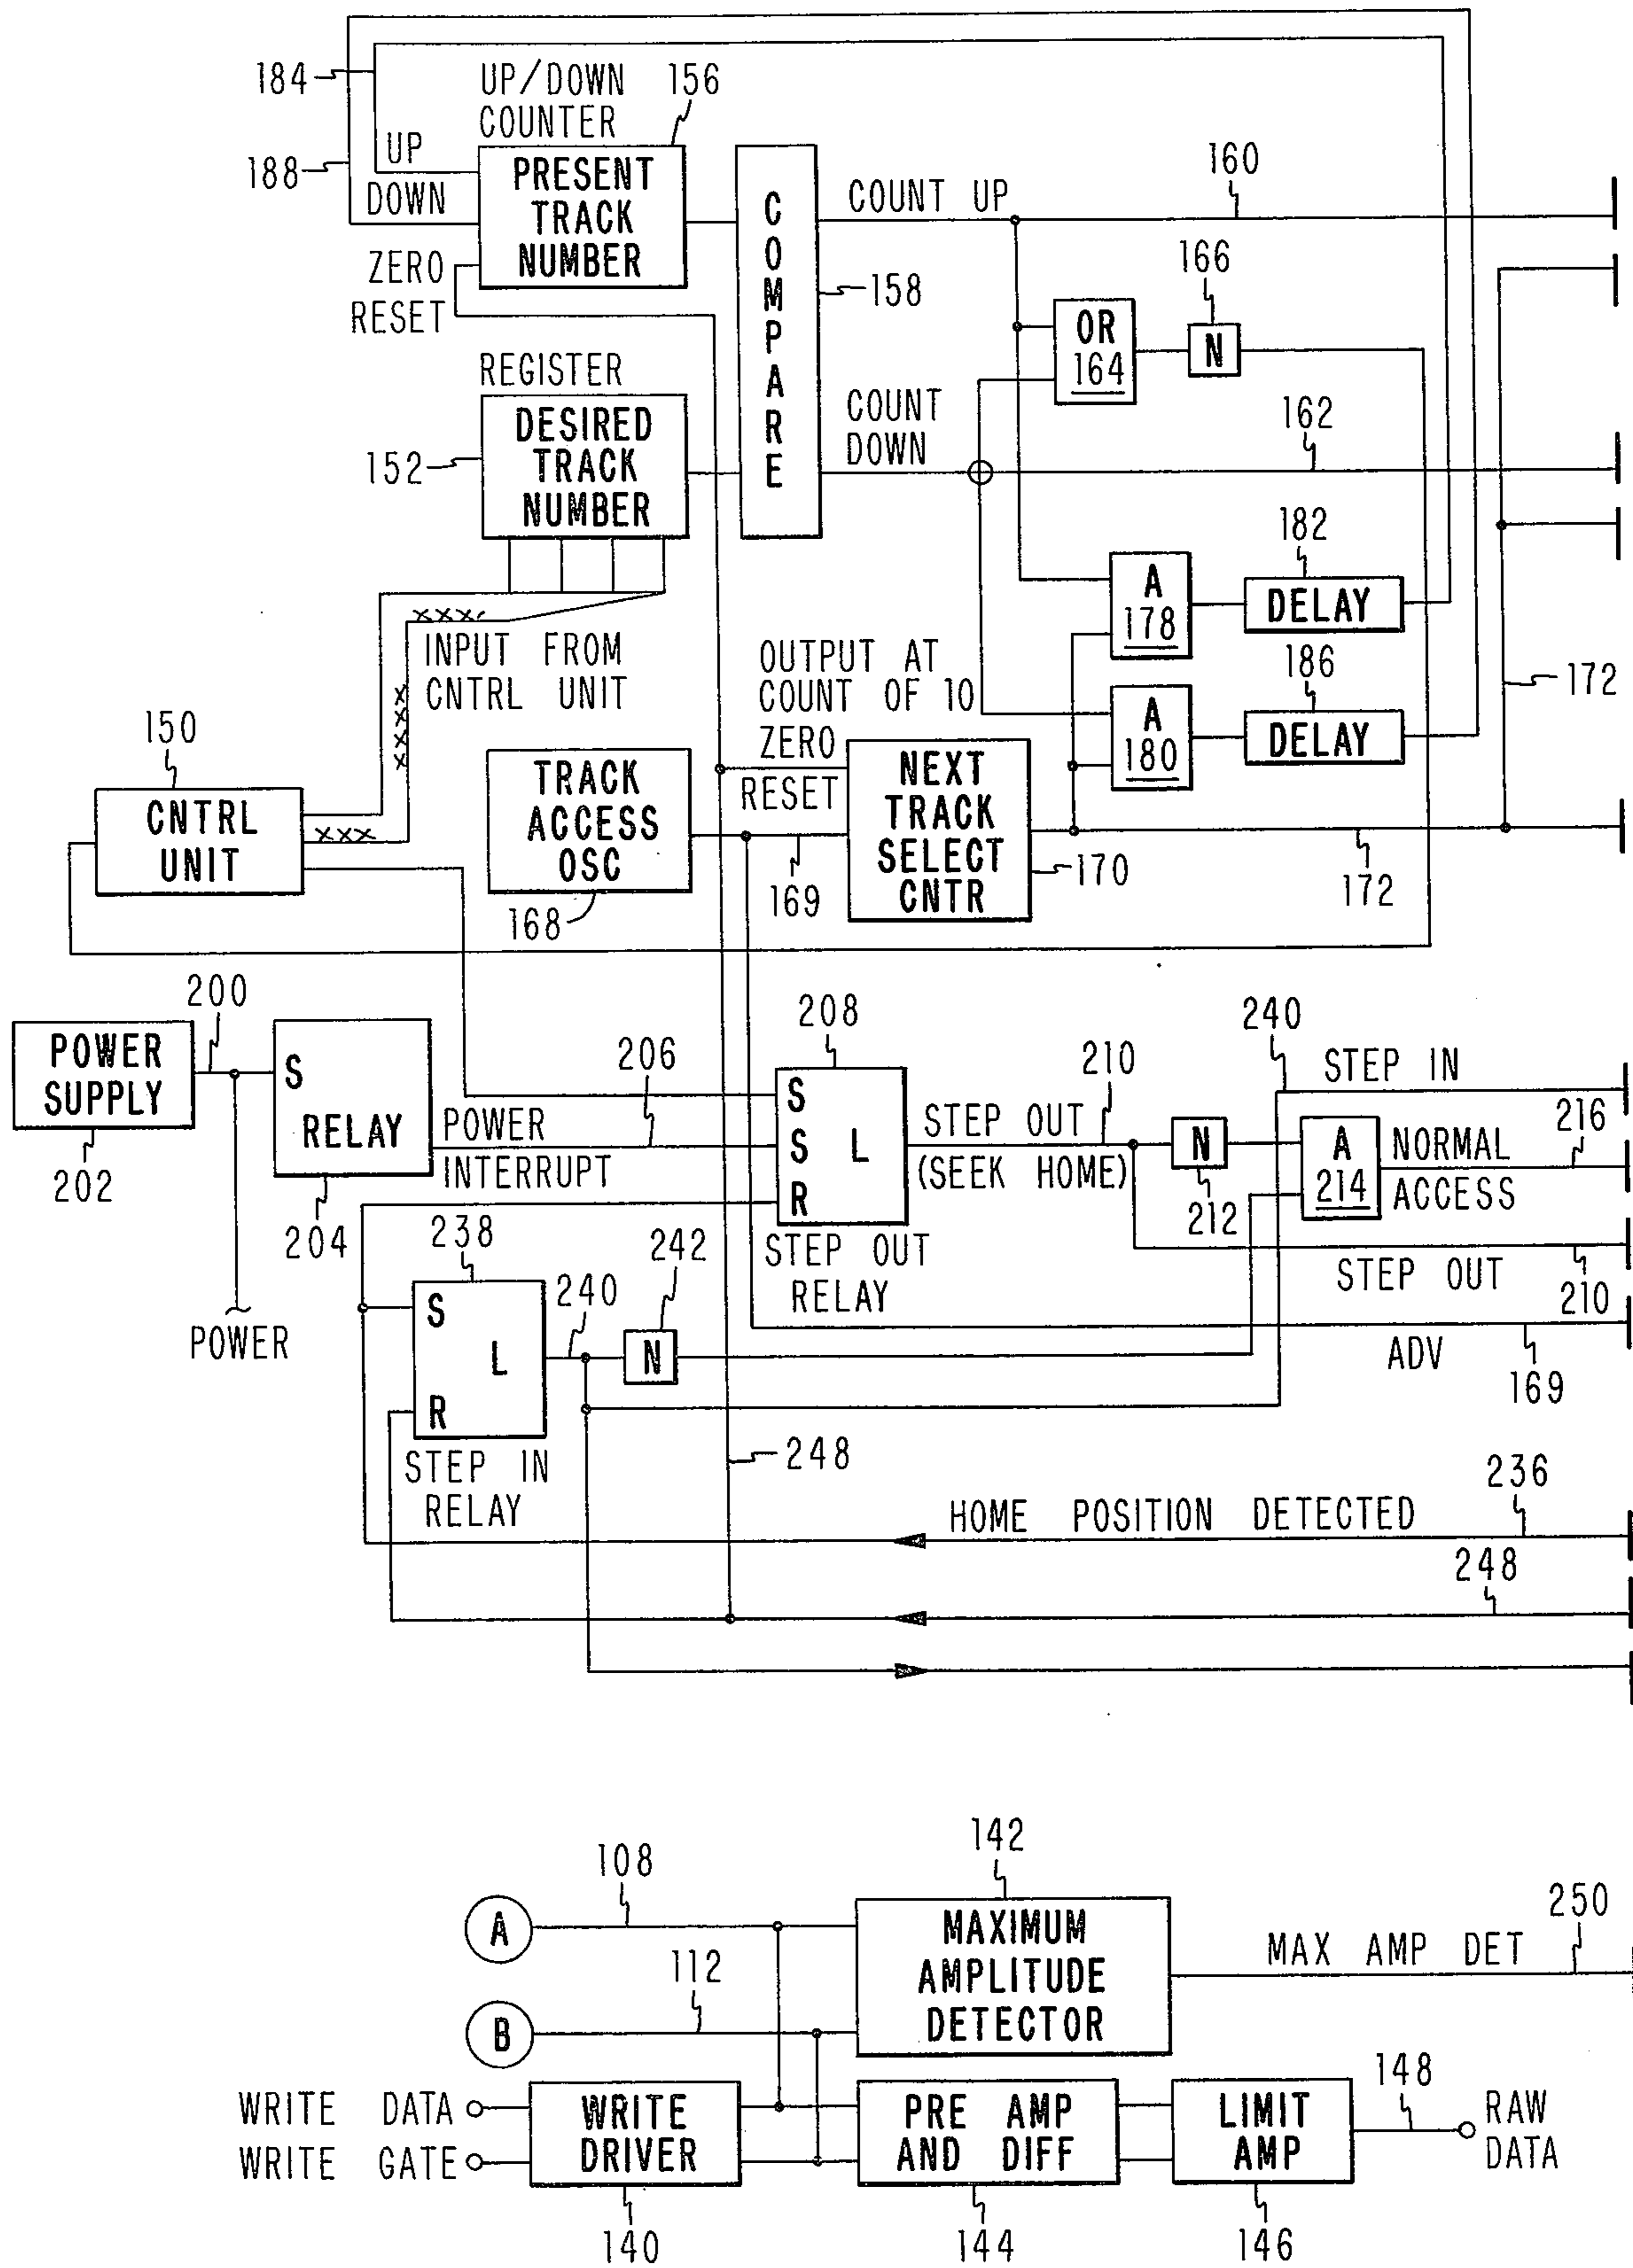 184
UP/DOWN
COUNTER
156
UP
188
DOWN
PRESENT
TRACK
NUMBER
ZERO
RESET
COMPARE
158
COUNT UP
160
166
OR
164
N
REGISTER
DESIRED
TRACK
NUMBER
152
COUNT
DOWN
162
182
A
178
DELAY
186
A
180
DELAY
172
xxx
INPUT FROM
CNTRL UNIT
xxxx
OUTPUT AT
COUNT OF 10
ZERO
RESET
150
CNTRL
UNIT
xxx
TRACK
ACCESS
OSC
168
169
NEXT
TRACK
SELECT
CNTR
170
172
200
POWER
SUPPLY
202
S
RELAY
204
POWER
INTERRUPT
206
208
S
S
L
R
STEP OUT
RELAY
STEP OUT
(SEEK HOME)
210
N
212
240
STEP IN
A
214
NORMAL
ACCESS
216
STEP OUT
210
POWER
238
S
L
R
STEP IN
RELAY
240
242
N
ADV
169
248
HOME POSITION DETECTED
236
248
A
108
B
112
142
MAXIMUM
AMPLITUDE
DETECTOR
MAX AMP DET
250
WRITE DATA
WRITE GATE
WRITE
DRIVER
140
PRE AMP
AND DIFF
144
LIMIT
AMP
146
148
RAW
DATA